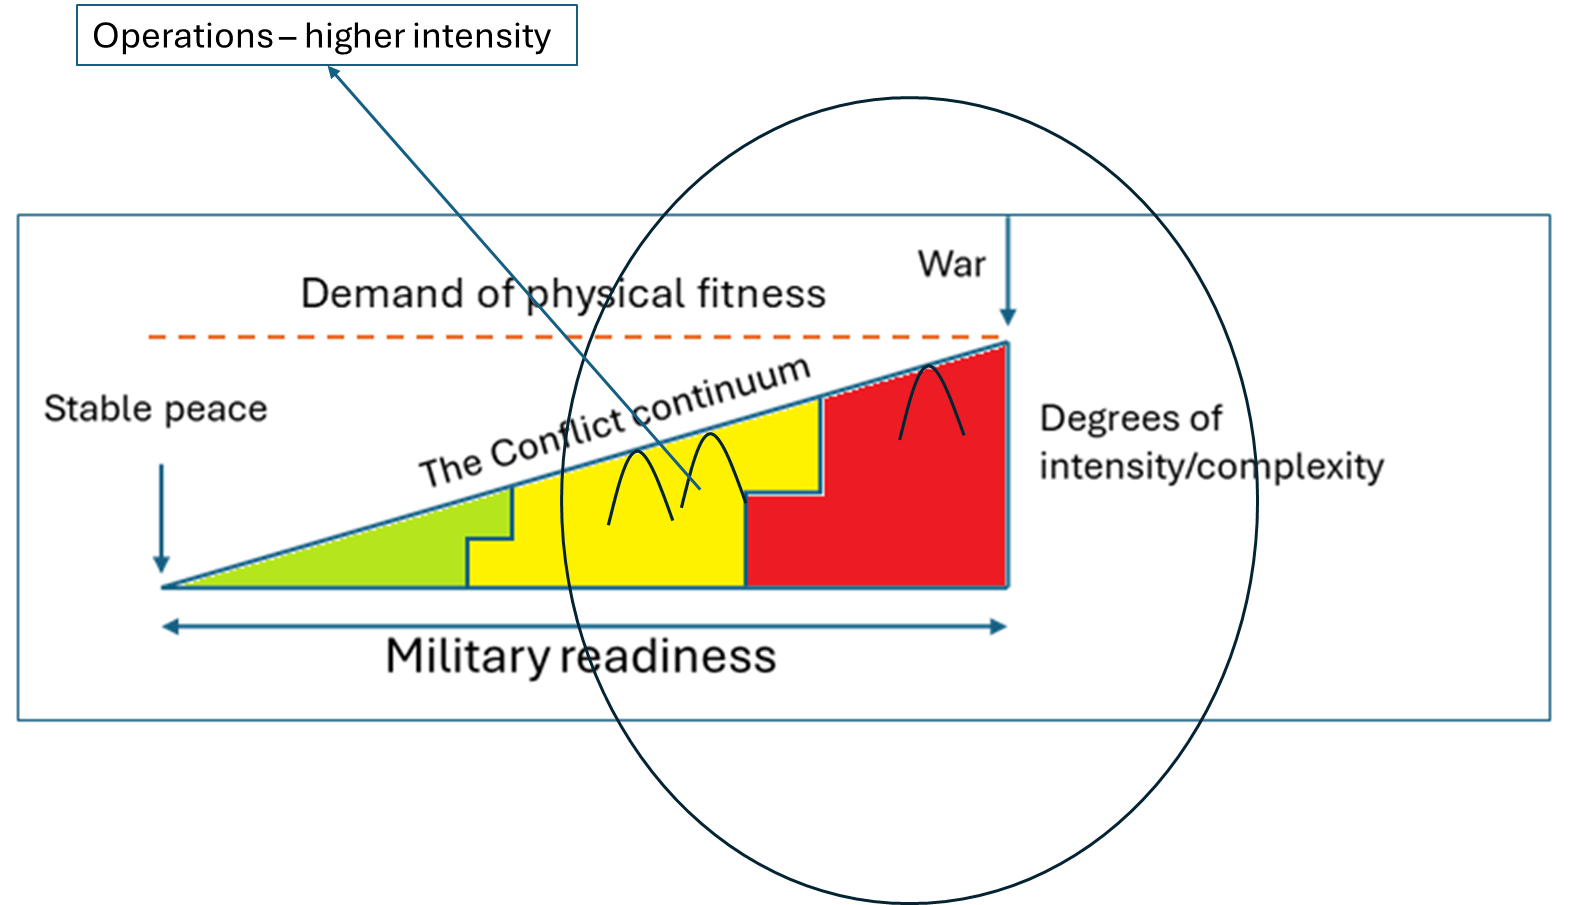 Operations – higher intensity
War
Demand of physical fitness
The Conflict continuum
Stable peace
Degrees of
intensity/complexity
Military readiness